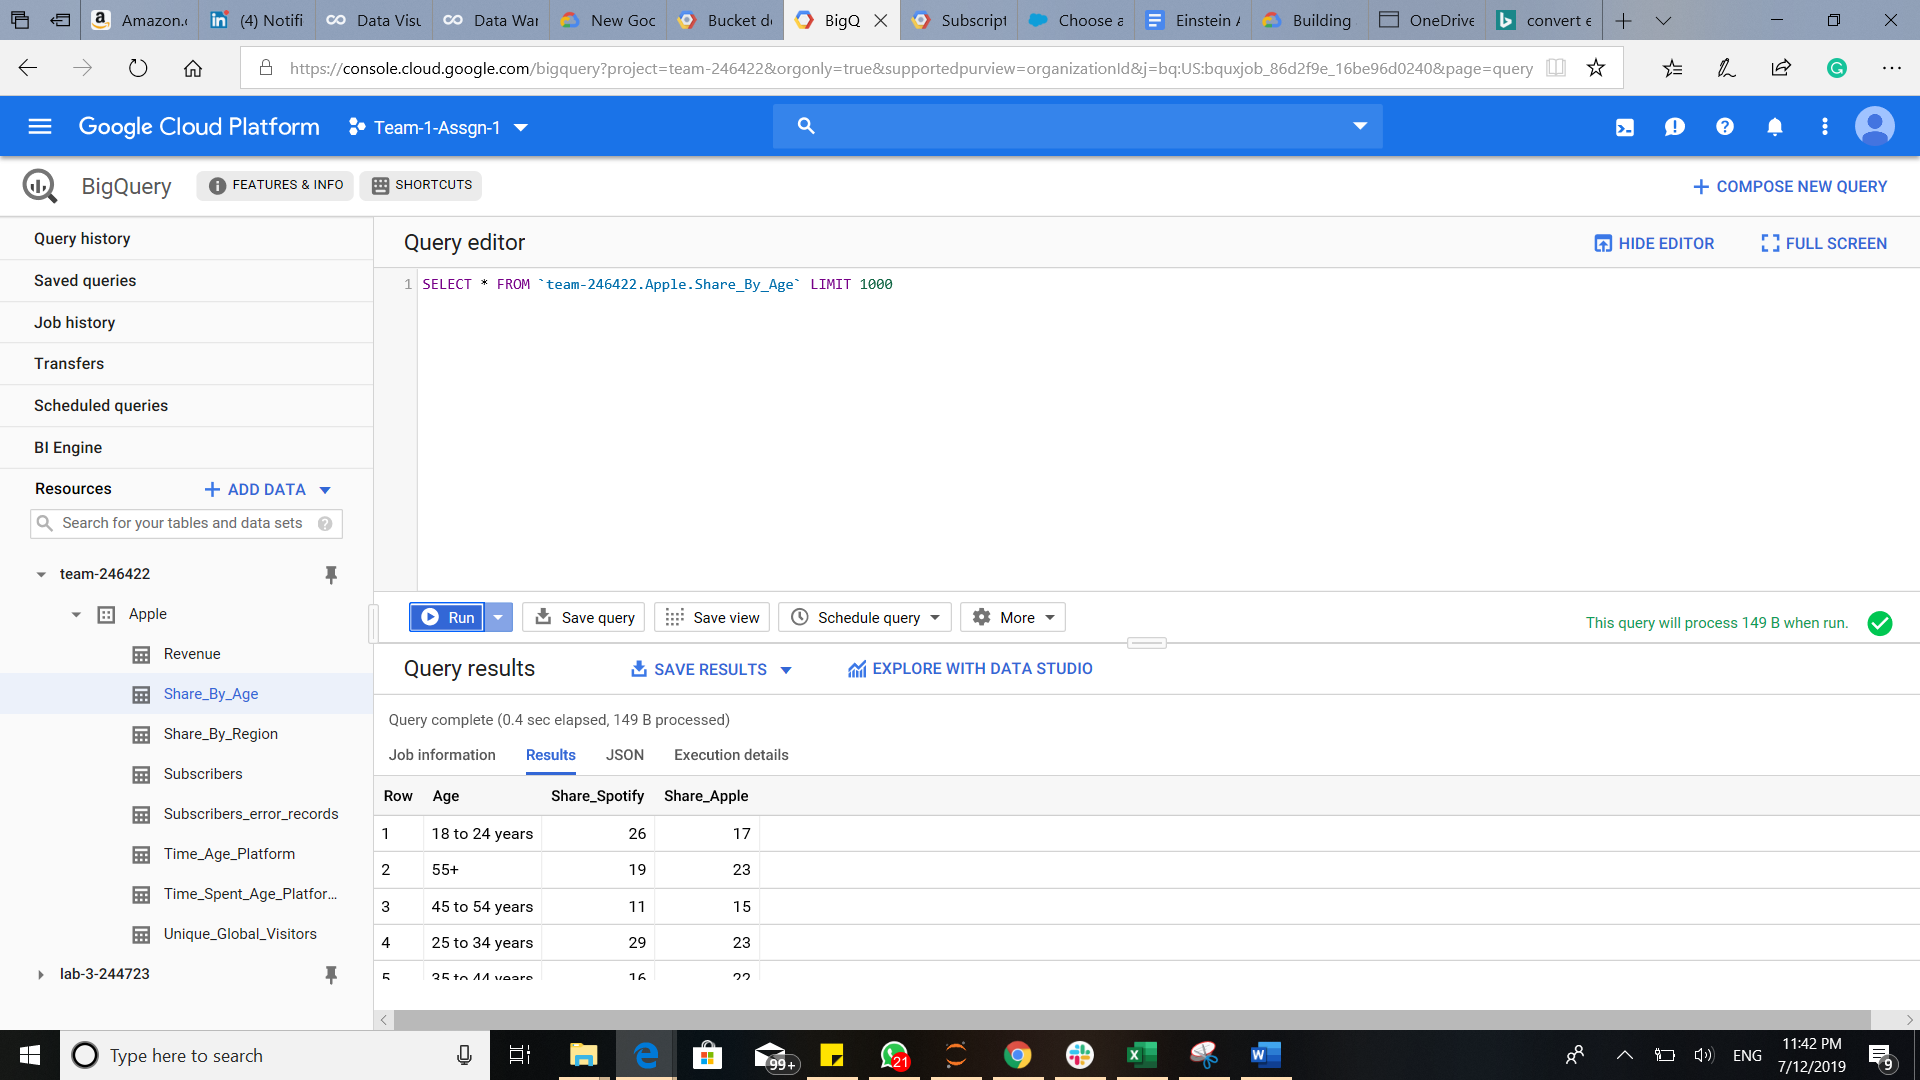 Amazon.c
(4) Notifi
Data Visu
Data War
New Goo
Bucket de
BigQ
Subscript
Choose a
Einstein A
Building
OneDrive
convert e
https://console.cloud.google.com/bigquery?project=team-246422&orgonly=true&supportedpurview=organizationId&j=bq:US:bquxjob_86d2f9e_16be96d0240&page=query
Google Cloud Platform
Team-1-Assgn-1
BigQuery
FEATURES & INFO
SHORTCUTS
COMPOSE NEW QUERY
Query history
Saved queries
Job history
Transfers
Scheduled queries
BI Engine
Resources
ADD DATA
Search for your tables and data sets
team-246422
Apple
Revenue
Share_By_Age
Share_By_Region
Subscribers
Subscribers_error_records
Time_Age_Platform
Time_Spent_Age_Platfor...
Unique_Global_Visitors
lab-3-244723
Query editor
HIDE EDITOR
FULL SCREEN
1 SELECT * FROM `team-246422.Apple.Share_By_Age` LIMIT 1000
Run
Save query
Save view
Schedule query
More
This query will process 149 B when run.
Query results
SAVE RESULTS
EXPLORE WITH DATA STUDIO
Query complete (0.4 sec elapsed, 149 B processed)
Job information Results JSON Execution details
Row Age Share_Spotify Share_Apple
1 18 to 24 years 26 17
2 55+ 19 23
3 45 to 54 years 11 15
4 25 to 34 years 29 23
5 35 to 44 years 16 22
Type here to search
99+
21
ENG
11:42 PM
7/12/2019
9